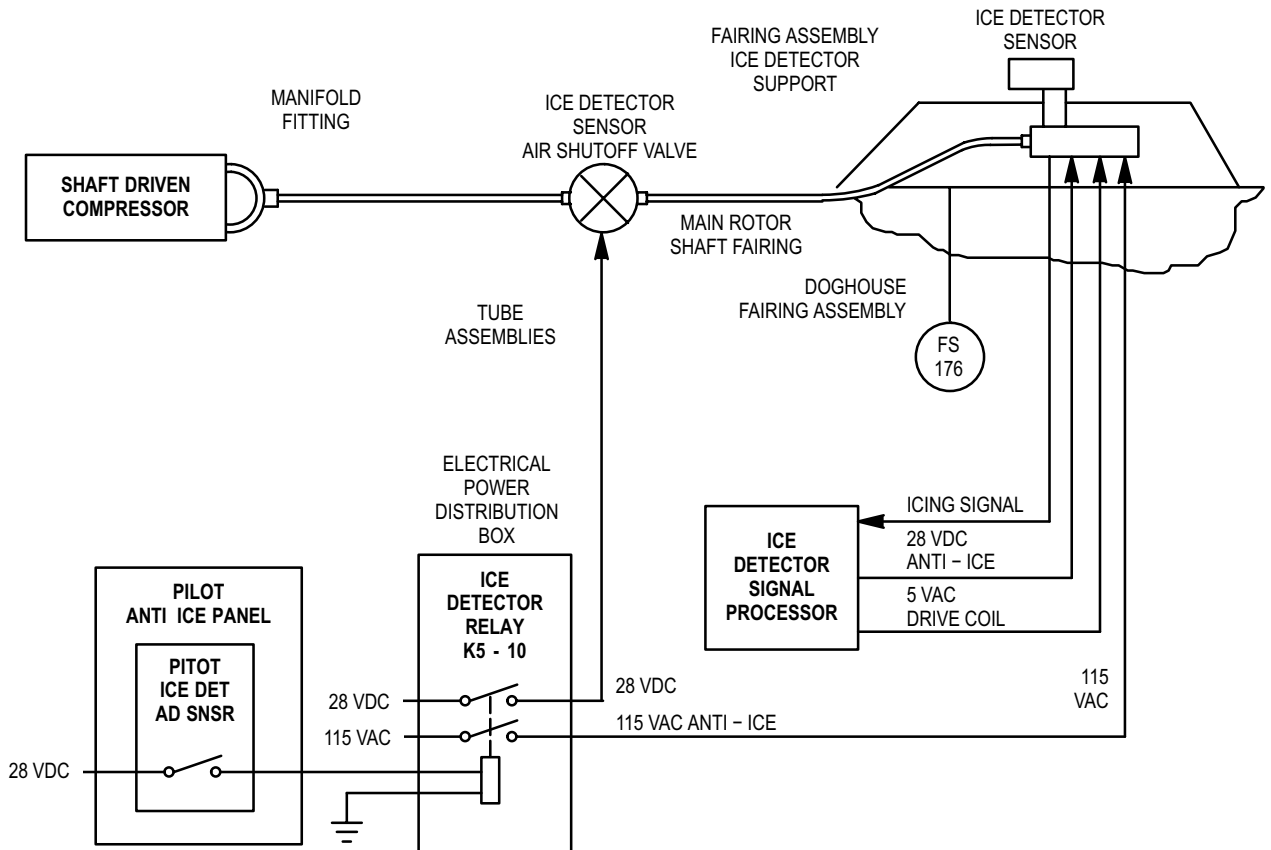 ICE DETECTOR
SENSOR
FAIRING ASSEMBLY
ICE DETECTOR
SUPPORT
MANIFOLD
FITTING
ICE DETECTOR
SENSOR
AIR SHUTOFF VALVE
SHAFT DRIVEN
COMPRESSOR
MAIN ROTOR
SHAFT FAIRING
DOGHOUSE
FAIRING ASSEMBLY
TUBE
ASSEMBLIES
FS
176
ELECTRICAL
POWER
DISTRIBUTION
BOX
ICE
DETECTOR
SIGNAL
PROCESSOR
ICING SIGNAL
28 VDC
ANTI – ICE
5 VAC
DRIVE COIL
PILOT
ANTI ICE PANEL
PITOT
ICE DET
AD SNSR
28 VDC
ICE
DETECTOR
RELAY
K5 - 10
28 VDC
115 VAC
28 VDC
115 VAC ANTI – ICE
115
VAC